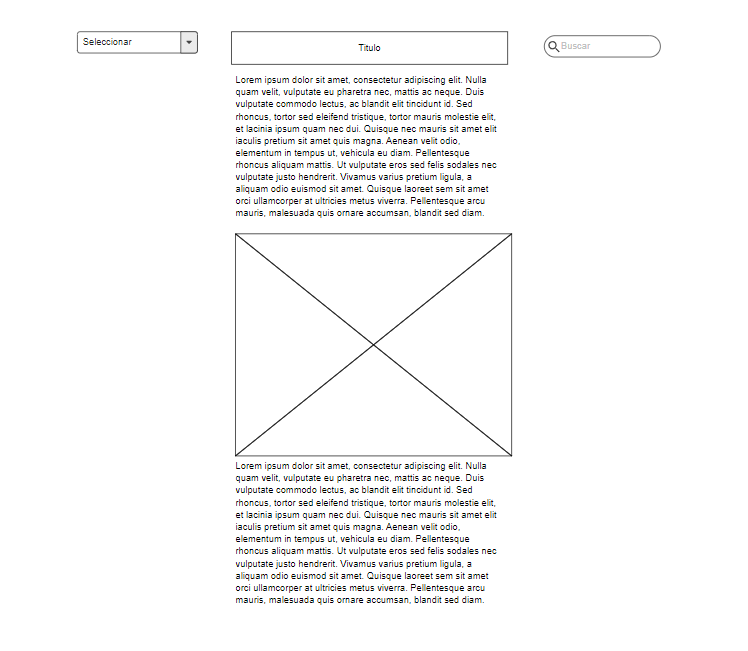 Seleccionar
Titulo
Buscar
Lorem ipsum dolor sit amet, consectetur adipiscing elit. Nulla
quam velit, vulputate eu pharetra nec, mattis ac neque. Duis
vulputate commodo lectus, ac blandit elit tincidunt id. Sed
rhoncus, tortor sed eleifend tristique, tortor mauris molestie elit,
et lacinia ipsum quam nec dui. Quisque nec mauris sit amet elit
iaculis pretium sit amet quis magna. Aenean velit odio,
elementum in tempus ut, vehicula eu diam. Pellentesque
rhoncus aliquam mattis. Ut vulputate eros sed felis sodales nec
vulputate justo hendrerit. Vivamus varius pretium ligula, a
aliquam odio euismod sit amet. Quisque laoreet sem sit amet
orci ullamcorper at ultricies metus viverra. Pellentesque arcu
mauris, malesuada quis ornare accumsan, blandit sed diam.
Lorem ipsum dolor sit amet, consectetur adipiscing elit. Nulla
quam velit, vulputate eu pharetra nec, mattis ac neque. Duis
vulputate commodo lectus, ac blandit elit tincidunt id. Sed
rhoncus, tortor sed eleifend tristique, tortor mauris molestie elit,
et lacinia ipsum quam nec dui. Quisque nec mauris sit amet elit
iaculis pretium sit amet quis magna. Aenean velit odio,
elementum in tempus ut, vehicula eu diam. Pellentesque
rhoncus aliquam mattis. Ut vulputate eros sed felis sodales nec
vulputate justo hendrerit. Vivamus varius pretium ligula, a
aliquam odio euismod sit amet. Quisque laoreet sem sit amet
orci ullamcorper at ultricies metus viverra. Pellentesque arcu
mauris, malesuada quis ornare accumsan, blandit sed diam.